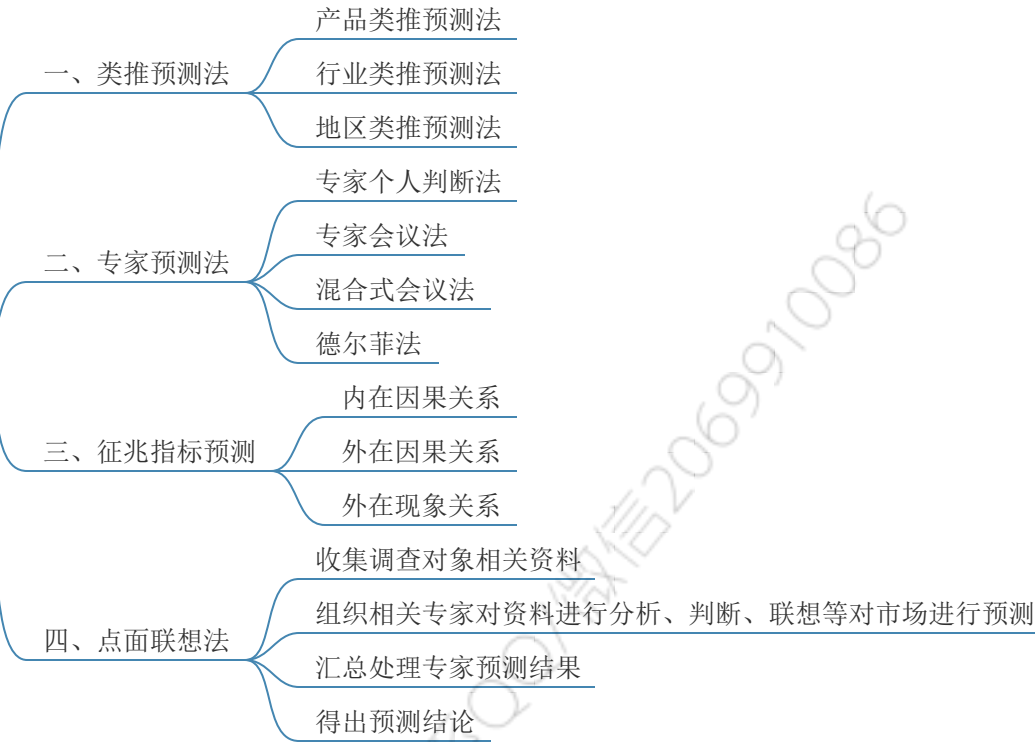 产品类推预测法
一、类推预测法
行业类推预测法
地区类推预测法
专家个人判断法
专家会议法
二、专家预测法
混合式会议法
德尔菲法
内在因果关系
三、征兆指标预测
外在因果关系
外在现象关系
收集调查对象相关资料
组织相关专家对资料进行分析、判断、联想等对市场进行预测
四、点面联想法
汇总处理专家预测结果
得出预测结论
QQ/微信2069910086